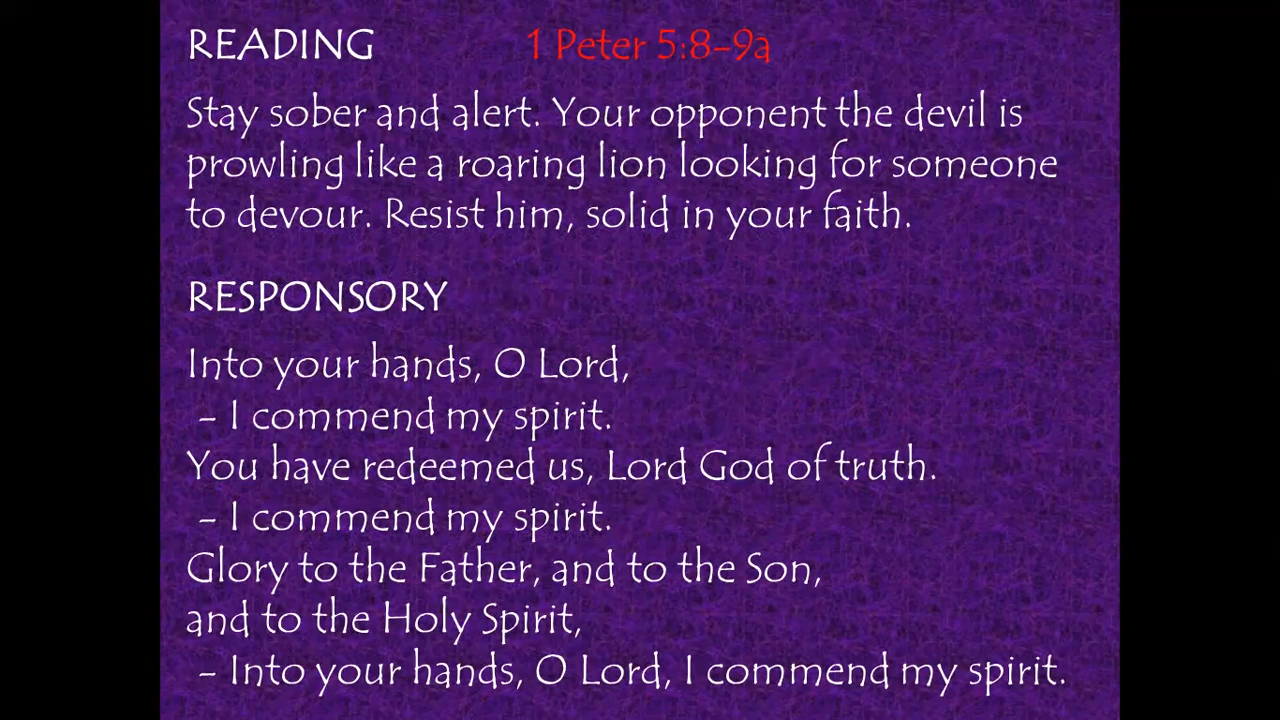 READING 1 Peter 5:8-9a
Stay sober and alert. Your opponent the devil is
prowling like a roaring lion looking for someone
to devour. Resist him, solid in your faith.
RESPONSORY
Into your hands, O Lord,
- I commend my spirit.
You have redeemed us, Lord God of truth.
- I commend my spirit.
Glory to the Father, and to the Son,
and to the Holy Spirit,
- Into your hands, O Lord, I commend my spirit.